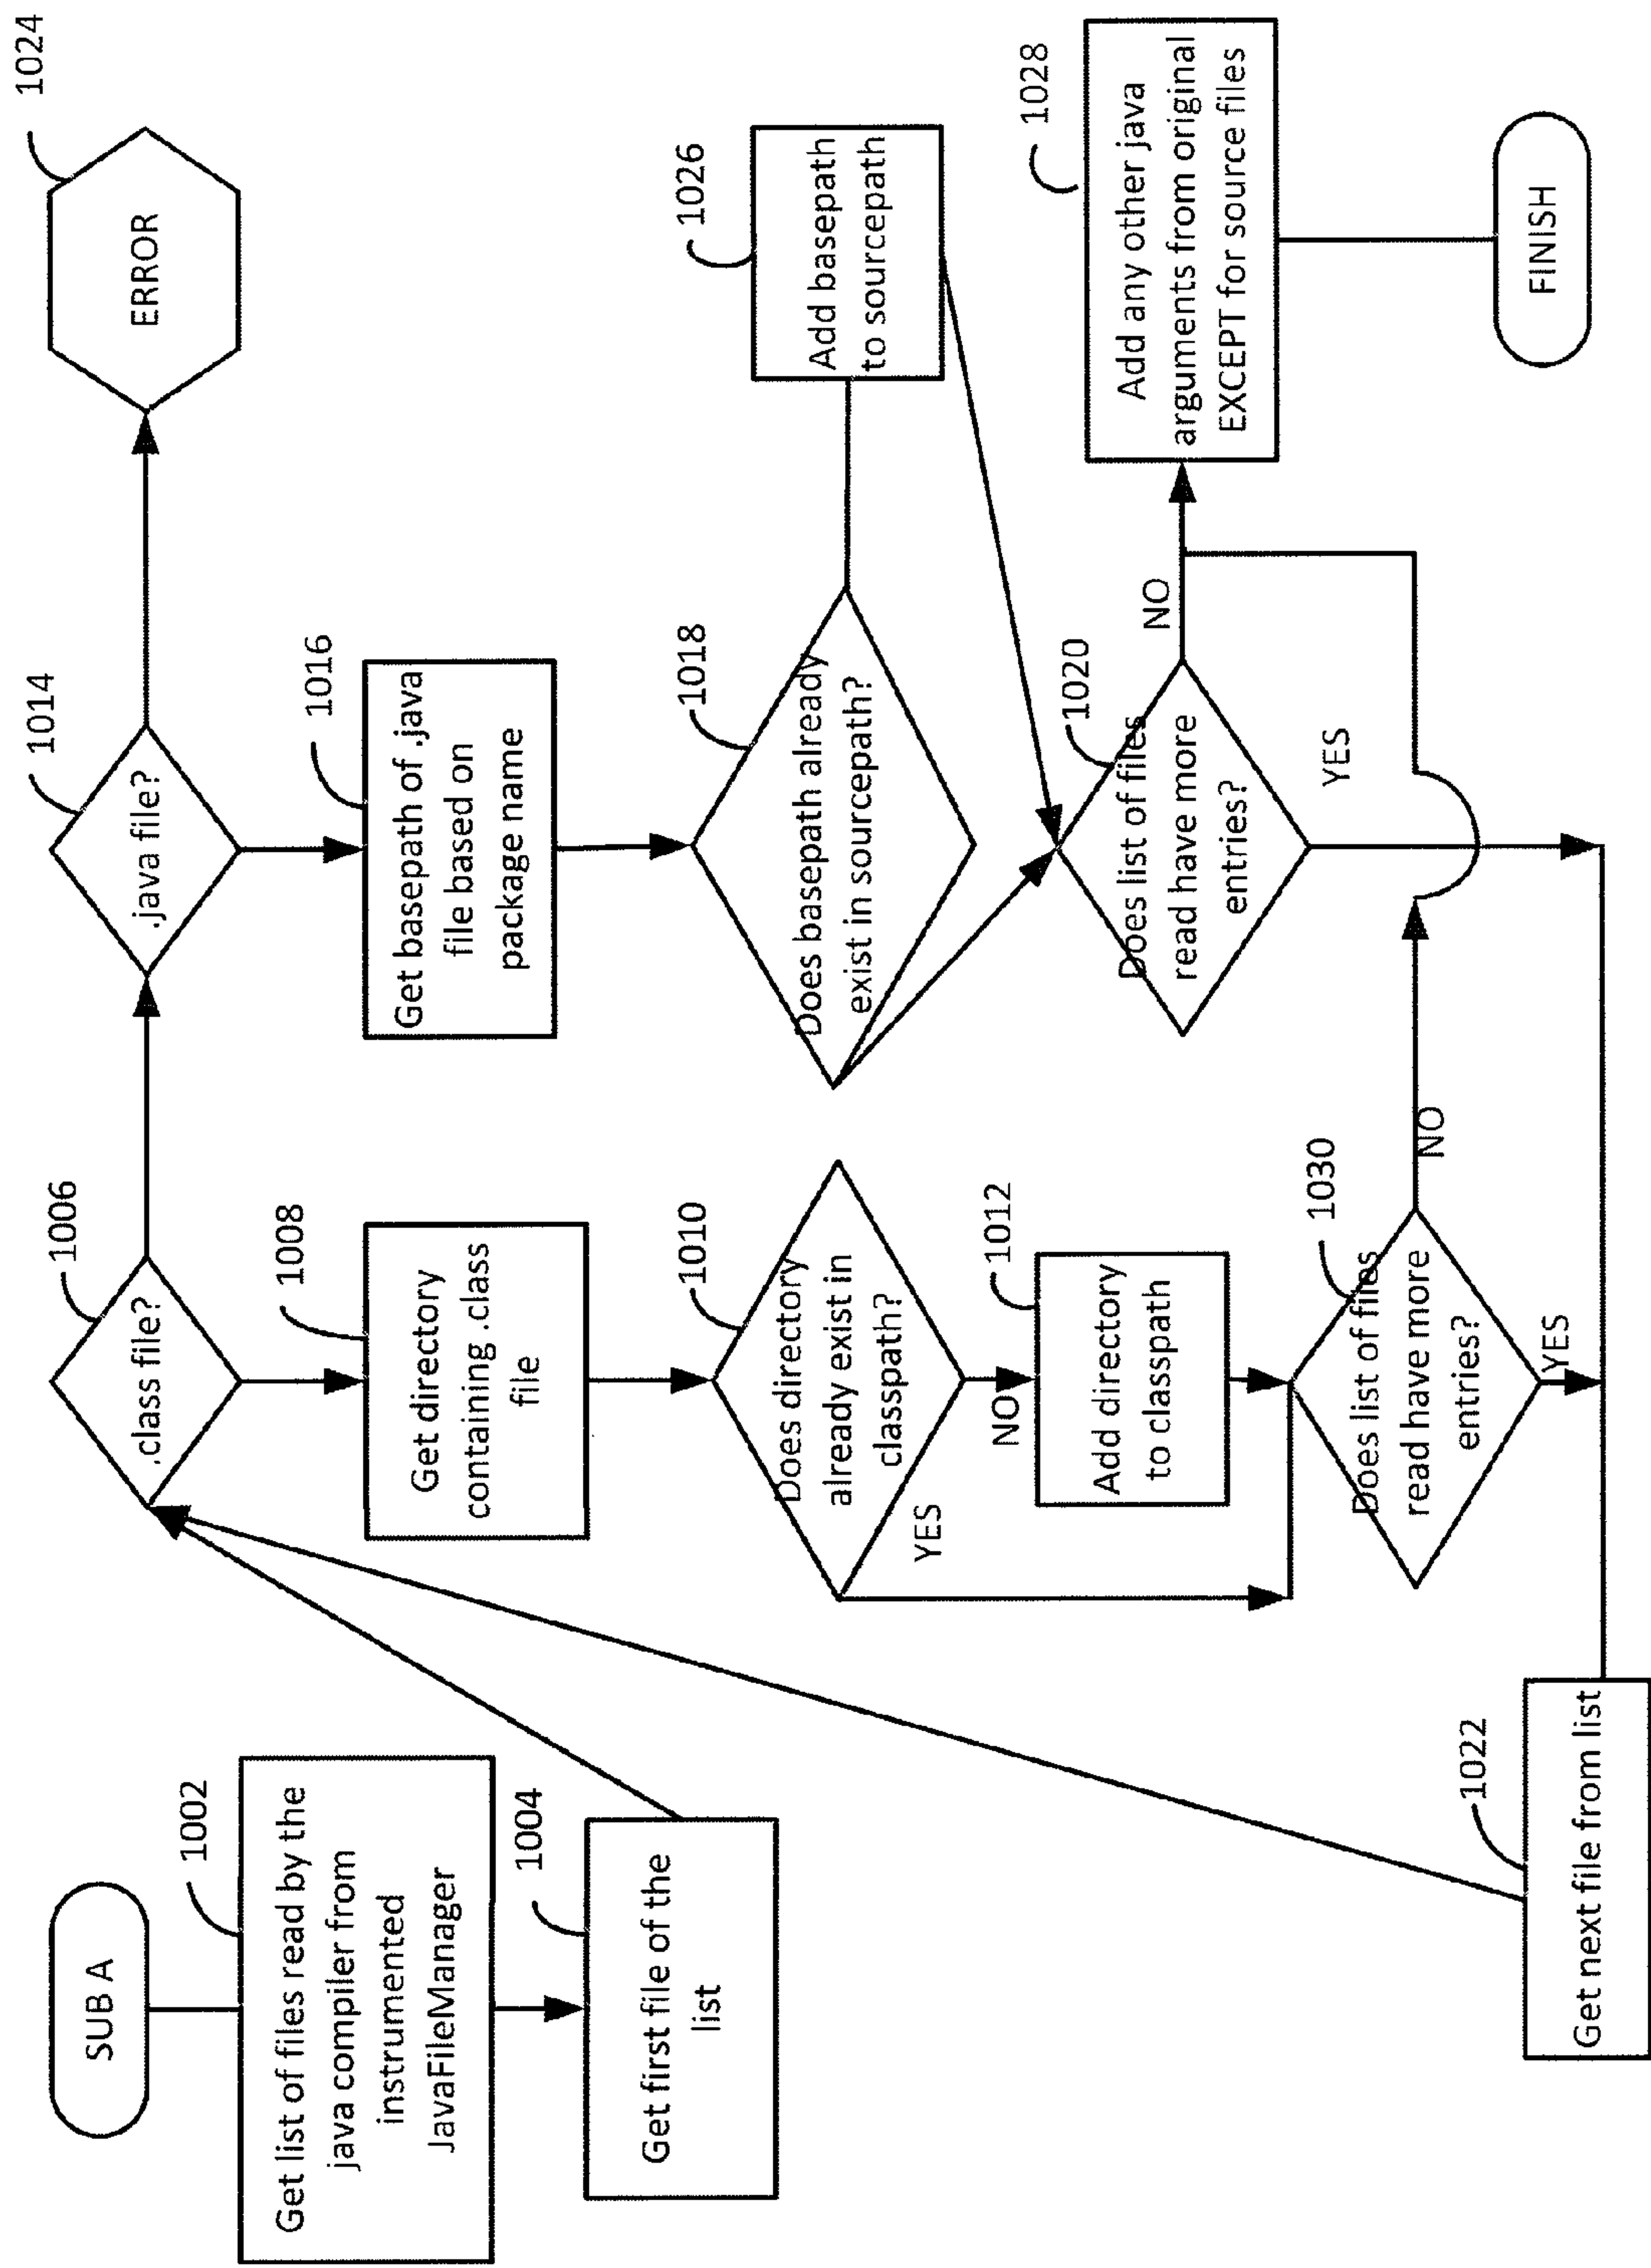 SUB A
1002
Get list of files read by the
java compiler from
instrumented
JavaFileManager
1004
Get first file of the
list
1006
.class file?
1008
Get directory
containing .class
file
1010
Does directory
already exist in
classpath?
YES
NO
1012
Add directory
to classpath
1030
Does list of files
read have more
entries?
NO
YES
1022
Get next file from list
1014
.java file?
1016
Get basepath of .java
file based on
package name
1018
Does basepath already
exist in sourcepath?
1020
Does list of files
read have more
entries?
NO
YES
1024
ERROR
1026
Add basepath
to sourcepath
1028
Add any other java
arguments from original
EXCEPT for source files
FINISH